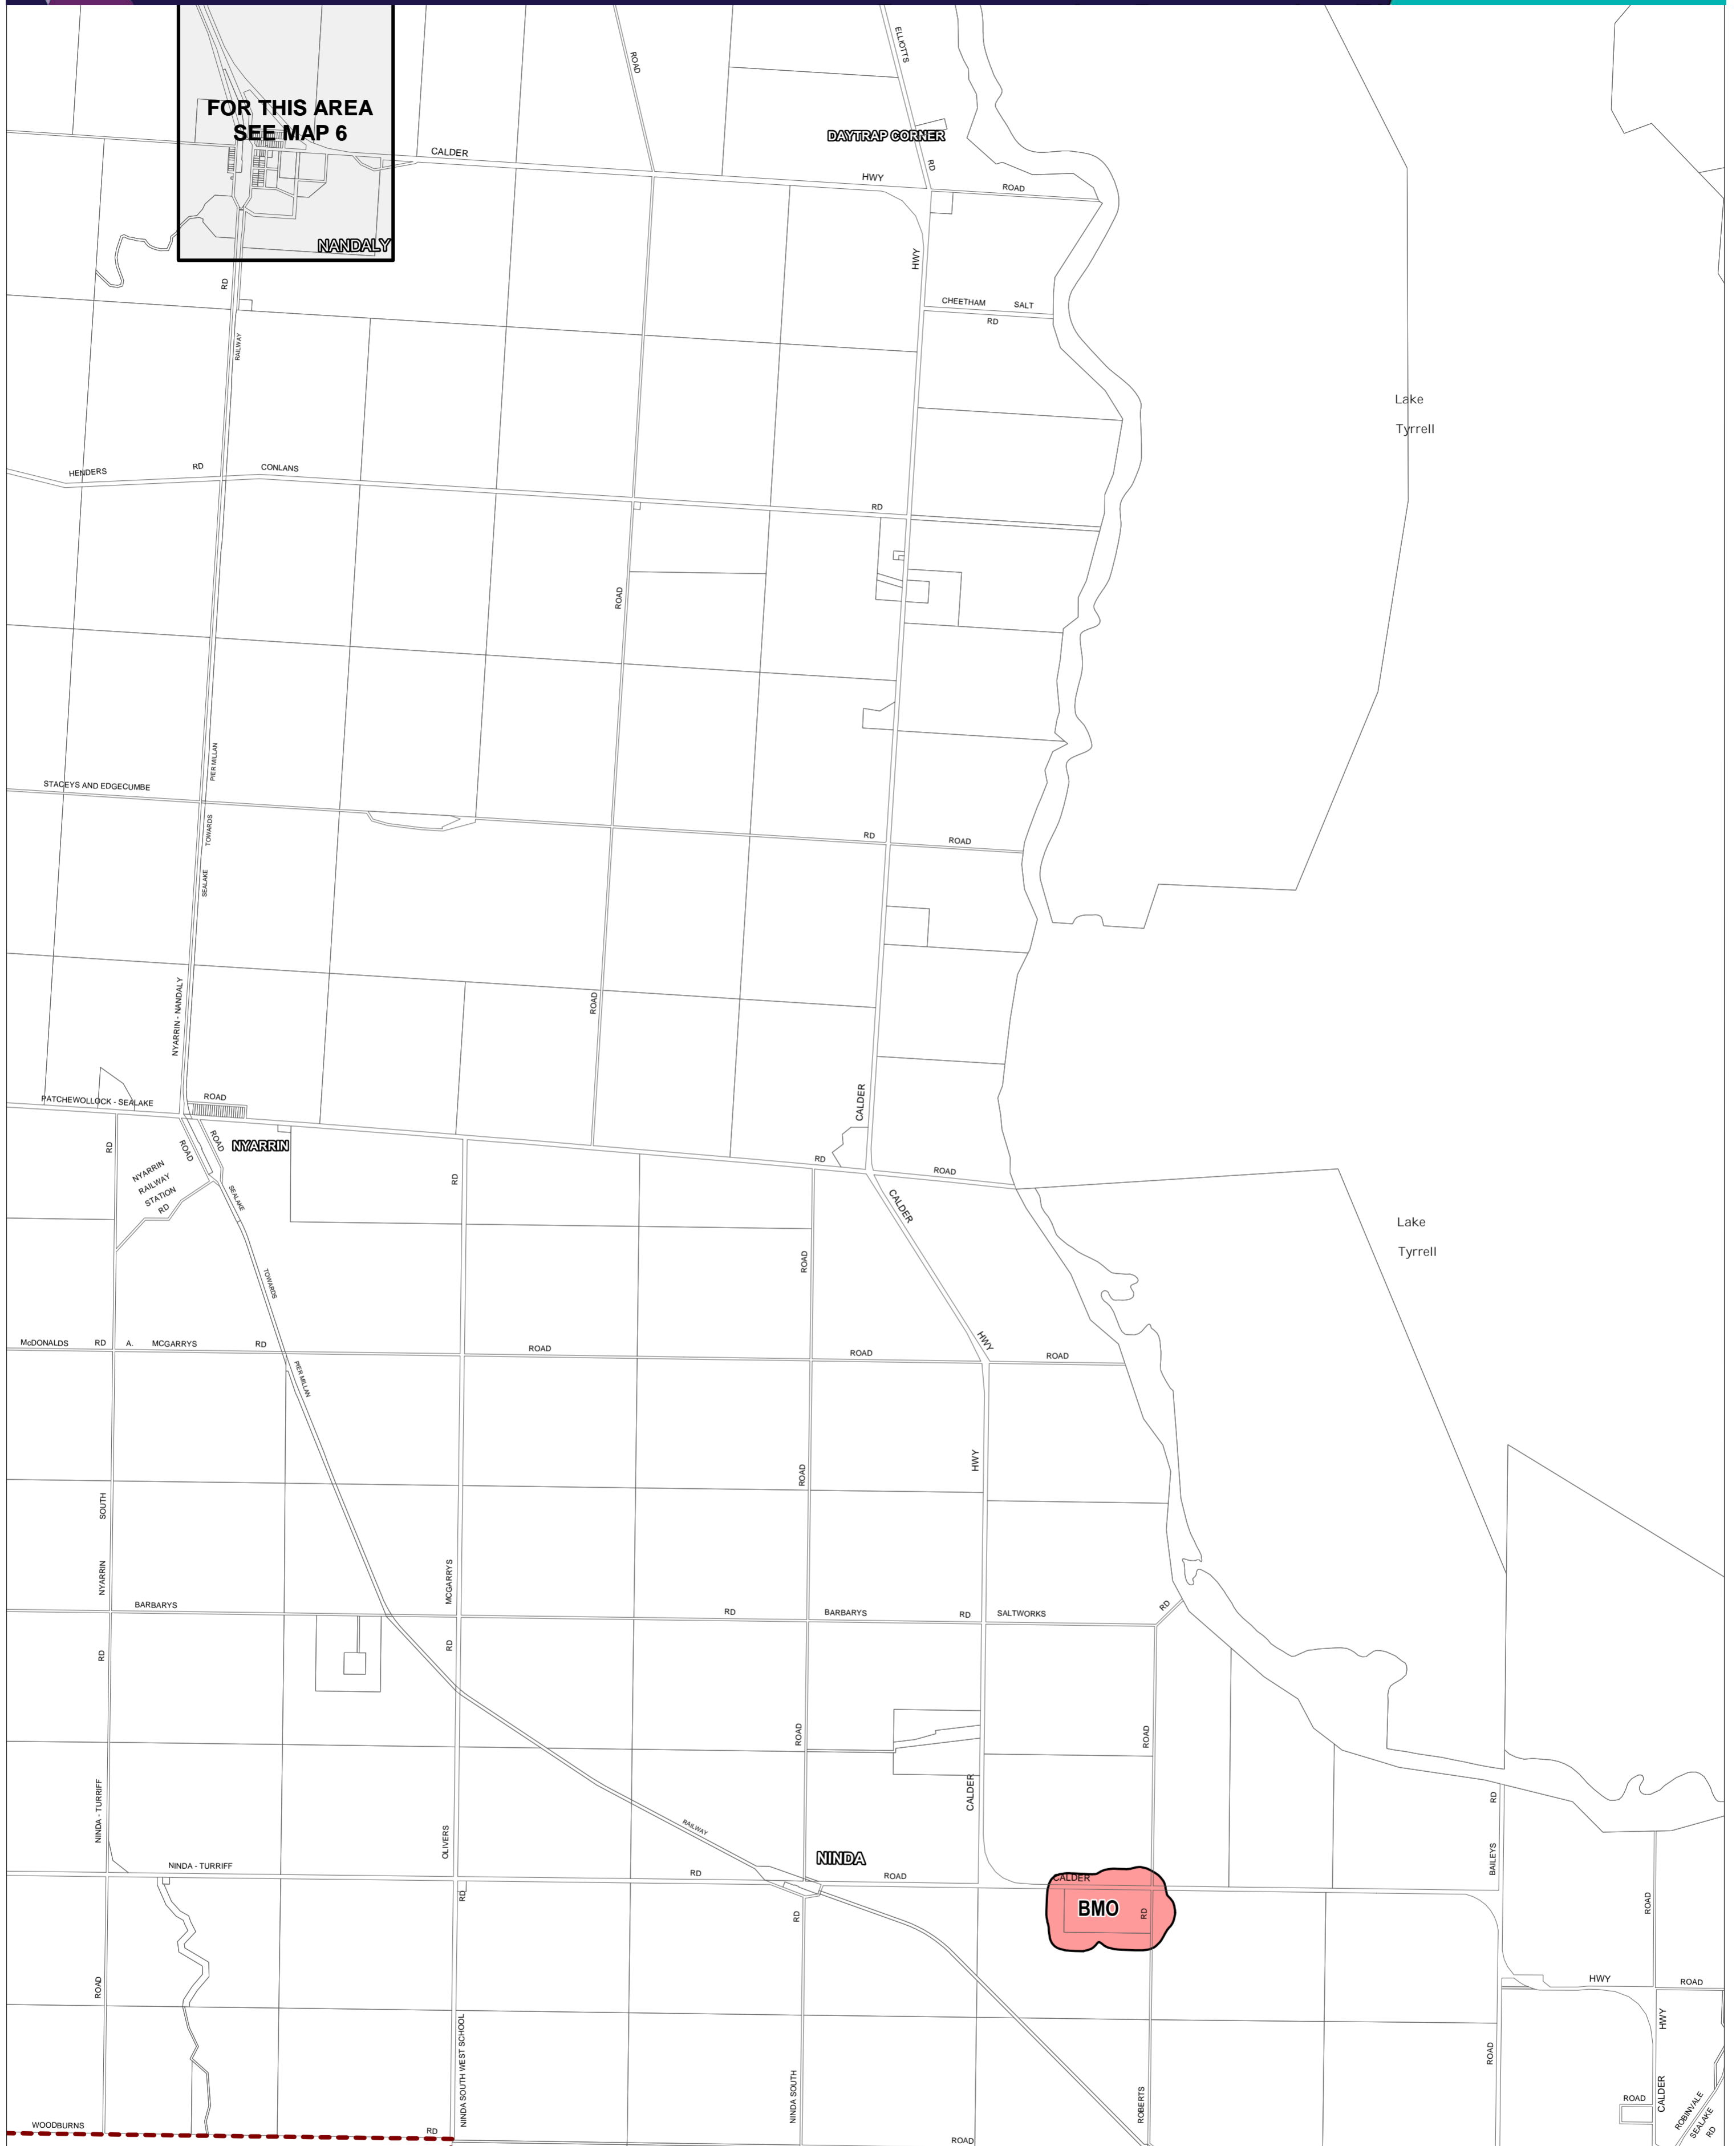 ELLIOTTS
ROAD
FOR THIS AREA
SEE MAP 6
DAYTRAP CORNER
CALDER
RD
HWY
ROAD
NANDALY
HWY
RD
CHEETHAM SALT
RD
RAILWAY
Lake
Tyrrell
HENDERS RD CONLANS
RD
ROAD
PIER MILLAN
STACEYS AND EDGECUMBE
TOWARDS
RD
ROAD
SEALAKE
NYARRIN - NANDALY
ROAD
CALDER
PATCHEWOLLOCK - SEALAKE
ROAD
RD
ROAD
ROAD
NYARRIN
RD
ROAD
NYARRIN
RAILWAY
STATION
RD
RD
SEALAKE
CALDER
Lake
Tyrrell
ROAD
TOWARDS
HWY
McDONALDS RD A. MCGARRYS RD
ROAD
ROAD
ROAD
PIER MILLAN
HWY
ROAD
SOUTH
NYARRIN
MCGARRYS
BARBARYS
RD
BARBARYS
RD
SALTWORKS
RD
RD
RD
ROAD
ROAD
CALDER
NINDA - TURRIFF
RD
RAILWAY
OLIVERS
BAILEYS
NINDA
NINDA - TURRIFF
RD
ROAD
CALDER
RD
BMO
RD
RD
ROAD
ROAD
HWY
ROAD
HWY
NINDA SOUTH WEST SCHOOL
NINDA SOUTH
ROBERTS
ROAD
CALDER
ROAD
ROBINVALE
SEALAKE
RD
WOODBURNS
RD
ROAD